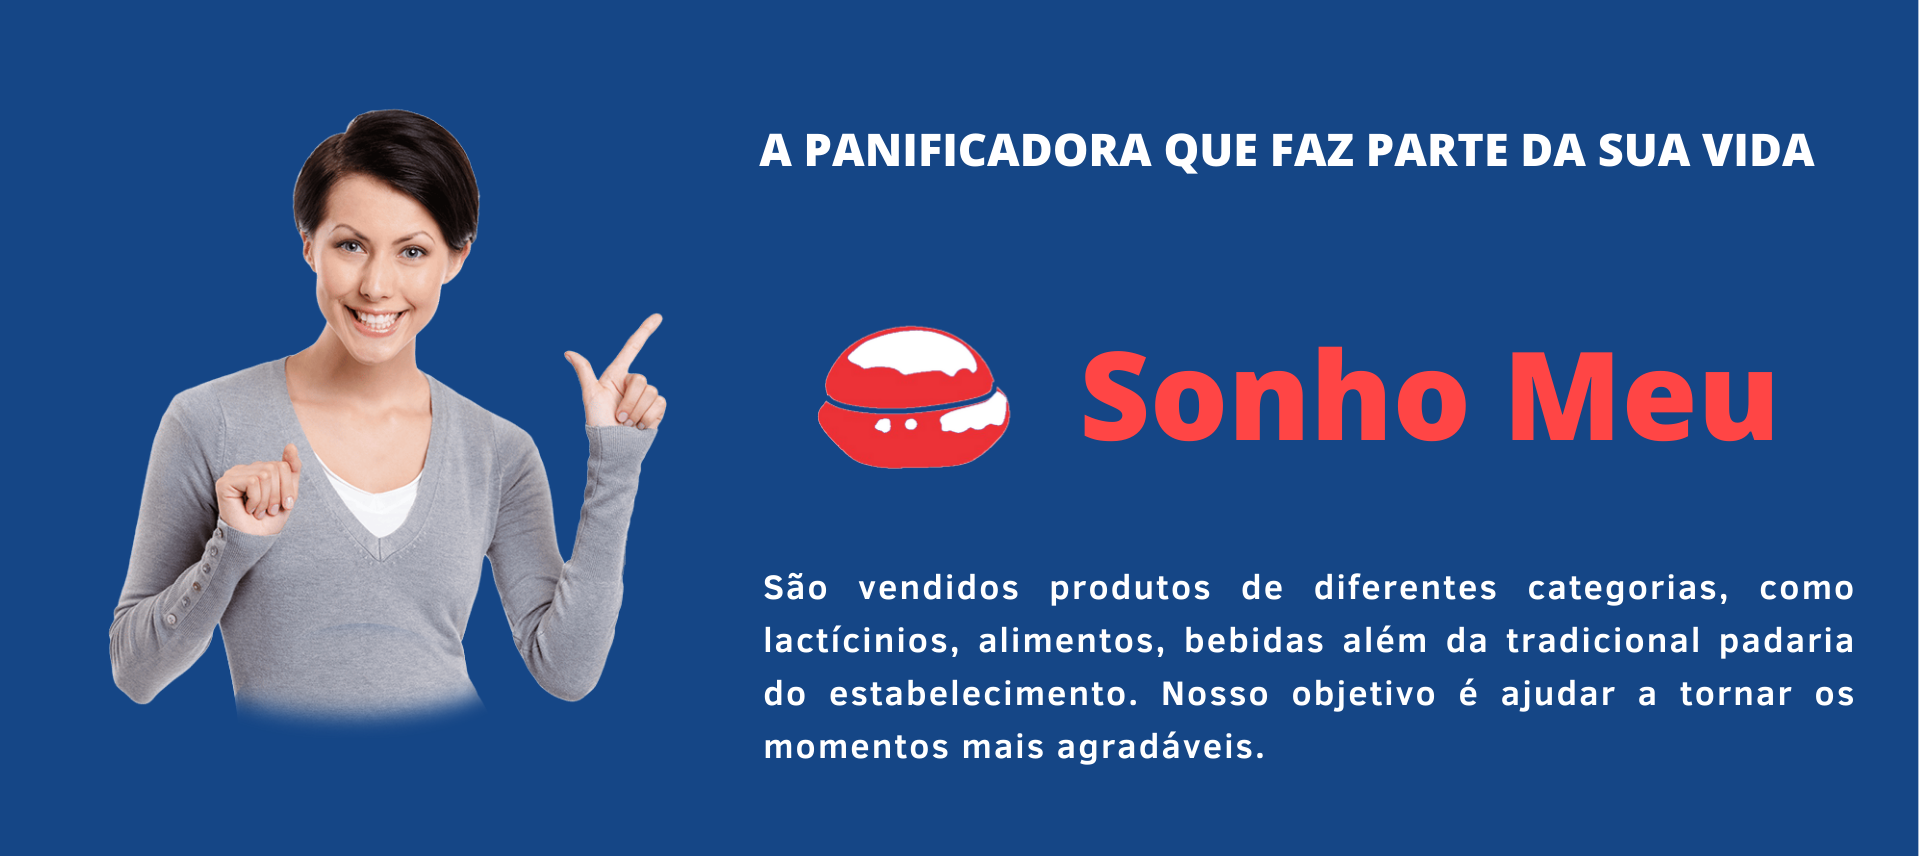 A PANIFICADORA QUE FAZ PARTE DA SUA VIDA
Sonho Meu
São vendidos produtos de diferentes categorias, como
lactícinios, alimentos, bebidas além da tradicional padaria
do estabelecimento. Nosso objetivo é ajudar a tornar os
momentos mais agradáveis.